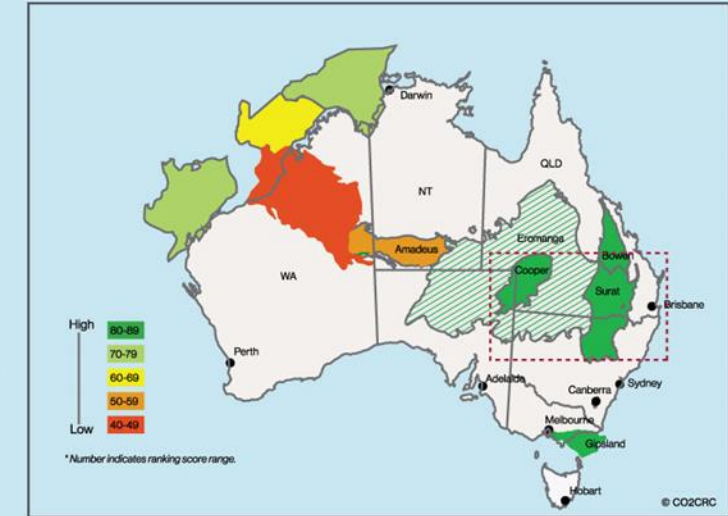 Darwin
QLD
NT
Eromanga
Amadeus
Bowen
Cooper
WA
Surat
Brisbane
High
80-89
70-79
Perth
60-69
50-59
Adelaide
Sydney
Canberra
40-49
Low
Melbourne
Gipsland
* Number indicates ranking score range.
Hobart
© CO2CRC